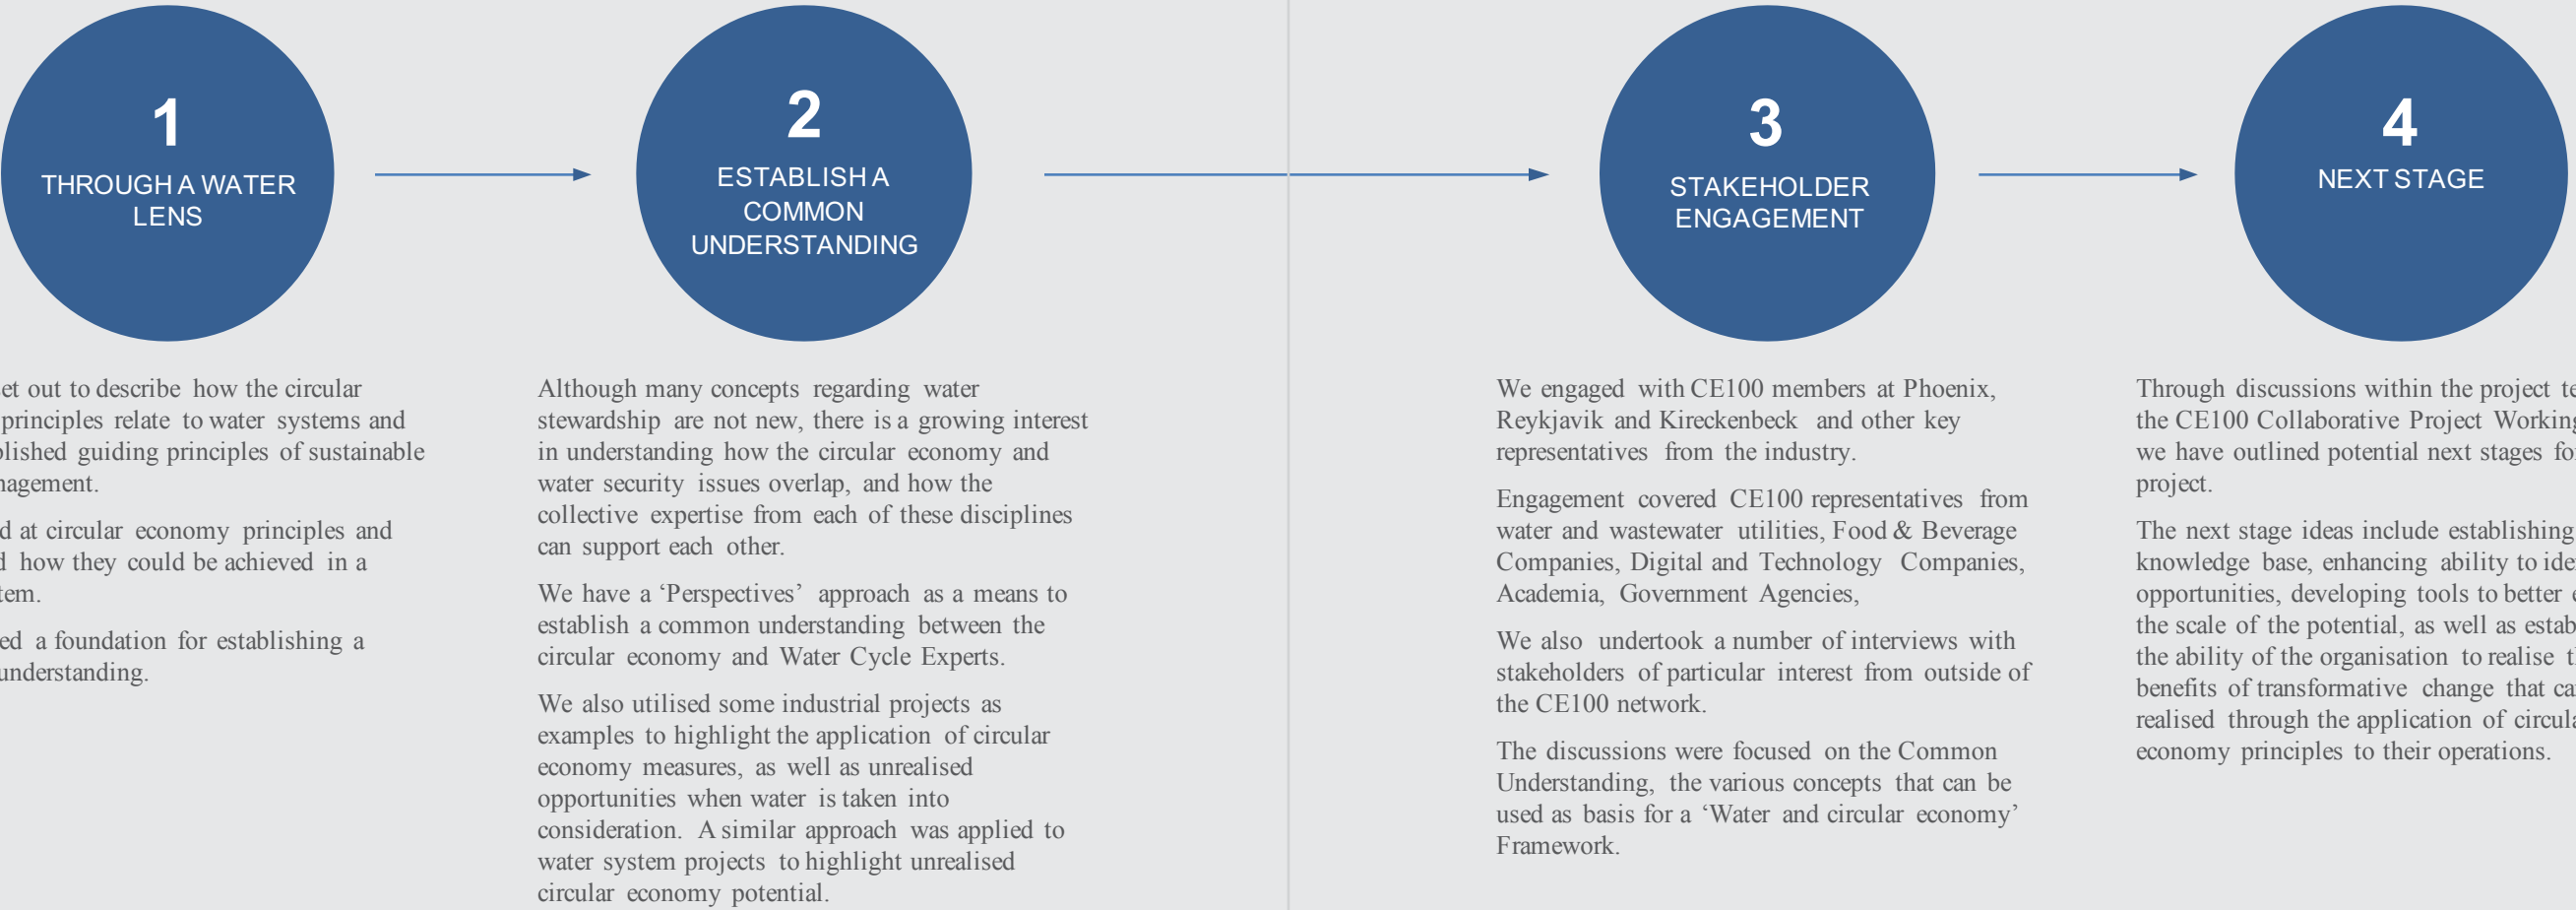 1
THROUGH A WATER
LENS
et out to describe how the circular
principles relate to water systems and
blished guiding principles of sustainable
nagement.
d at circular economy principles and
d how they could be achieved in a
tem.
ed a foundation for establishing a
understanding.
2
ESTABLISH A
COMMON
UNDERSTANDING
Although many concepts regarding water
stewardship are not new, there is a growing interest
in understanding how the circular economy and
water security issues overlap, and how the
collective expertise from each of these disciplines
can support each other.
We have a ‘Perspectives’ approach as a means to
establish a common understanding between the
circular economy and Water Cycle Experts.
We also utilised some industrial projects as
examples to highlight the application of circular
economy measures, as well as unrealised
opportunities when water is taken into
consideration. A similar approach was applied to
water system projects to highlight unrealised
circular economy potential.
3
STAKEHOLDER
ENGAGEMENT
We engaged with CE100 members at Phoenix,
Reykjavik and Kireckenbeck and other key
representatives from the industry.
Engagement covered CE100 representatives from
water and wastewater utilities, Food & Beverage
Companies, Digital and Technology Companies,
Academia, Government Agencies,
We also undertook a number of interviews with
stakeholders of particular interest from outside of
the CE100 network.
The discussions were focused on the Common
Understanding, the various concepts that can be
used as basis for a ‘Water and circular economy’
Framework.
4
NEXT STAGE
Through discussions within the project te
the CE100 Collaborative Project Working
we have outlined potential next stages for
project.
The next stage ideas include establishing
knowledge base, enhancing ability to ide
opportunities, developing tools to better e
the scale of the potential, as well as estab
the ability of the organisation to realise t
benefits of transformative change that ca
realised through the application of circula
economy principles to their operations.